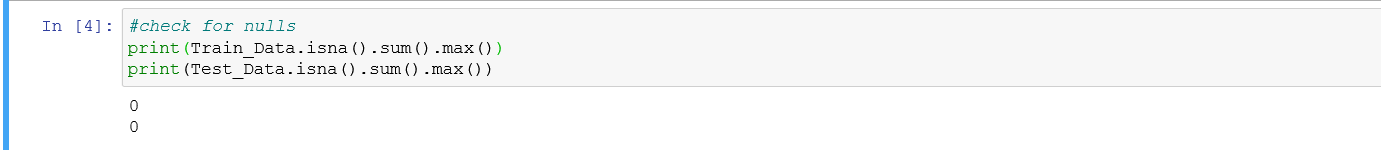 In [4]: #check for nulls
print(Train_Data.isna().sum().max())
print(Test_Data.isna().sum().max())
0
0